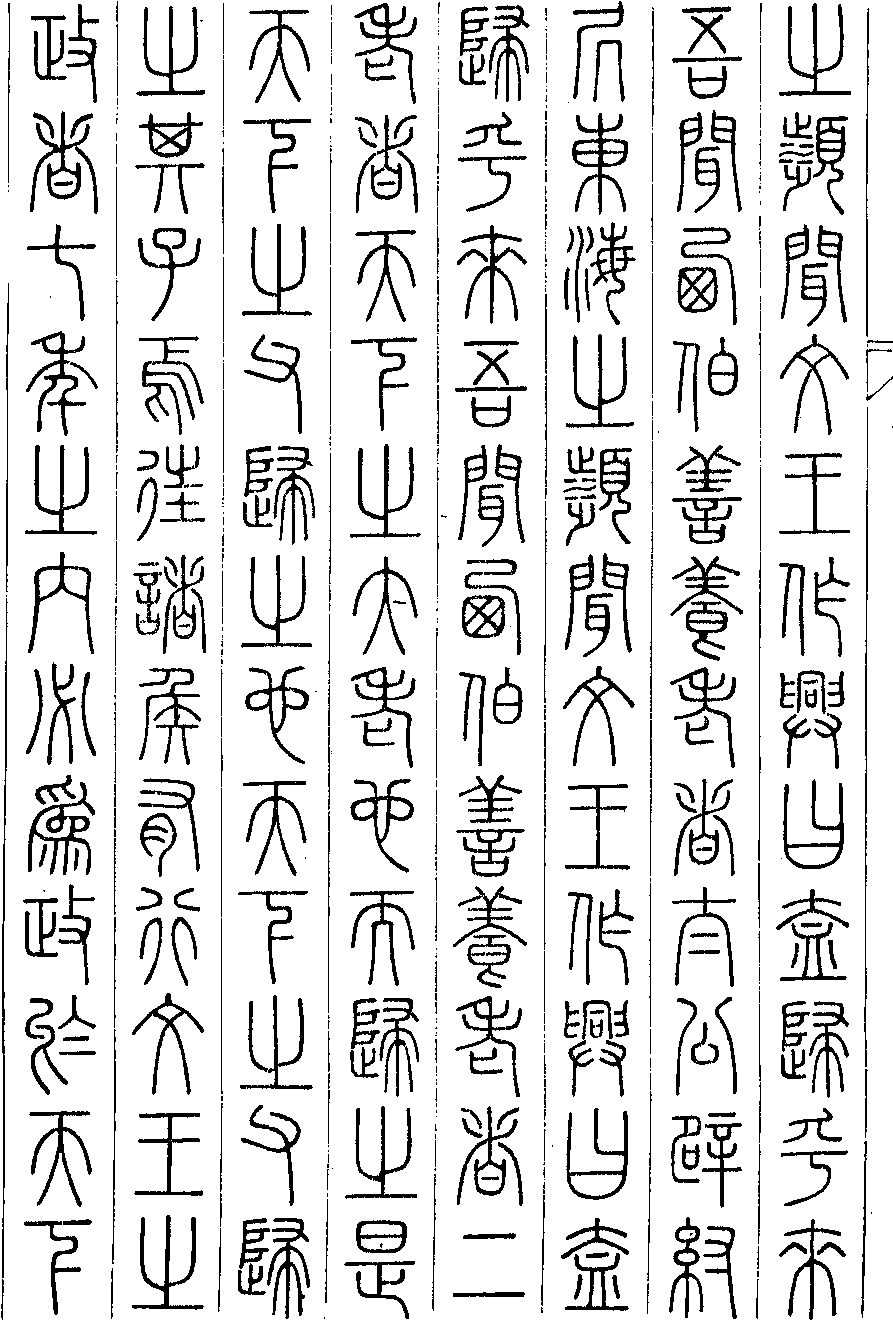 之瀕聞文王作興曰盍歸乎來
吾聞西伯善養老者太公辟紂
凥東海之瀕聞文王作興曰盍
歸乎來吾聞西伯善養老者二
老者天下之大老也而歸之是
天下之父歸之也天下之父歸
之其子焉往諸侯有行文王之
政者七年之內必為政於天下